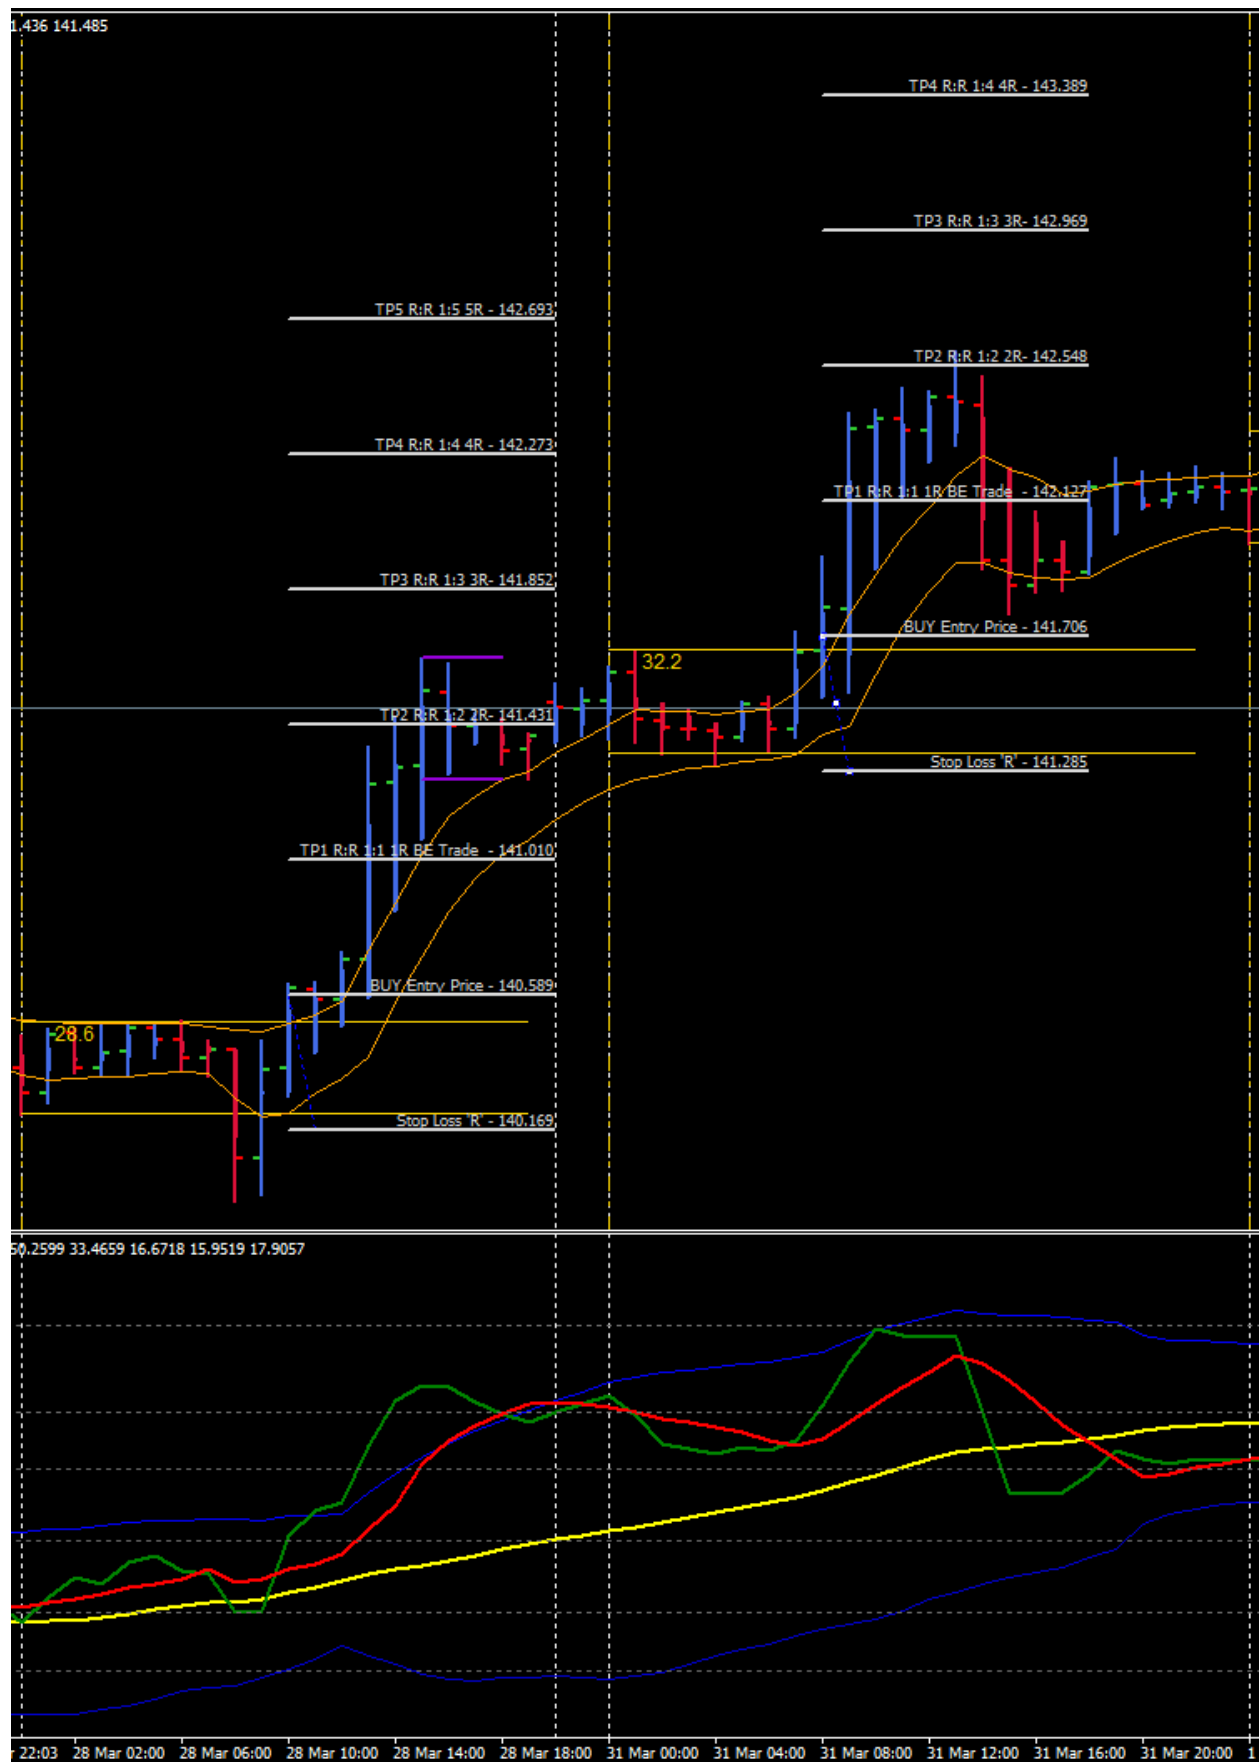 1.436 141.485
TP4 R:R 1:4 4R - 143.389
TP3 R:R 1:3 3R- 142.969
TP5 R:R 1:5 5R - 142.693
TP2 R:R 1:2 2R- 142.548
TP4 R:R 1:4 4R - 142.273
TP1 R:R 1:1 1R BE Trade - 142.127
TP3 R:R 1:3 3R- 141.852
BUY Entry Price - 141.706
32.2
TP2 R:R 1:2 2R- 141.431
Stop Loss 'R' - 141.285
TP1 R:R 1:1 1R BE Trade - 141.010
BUY Entry Price - 140.589
28.6
Stop Loss 'R' - 140.169
50.2599 33.4659 16.6718 15.9519 17.9057
r 22:03 28 Mar 02:00 28 Mar 06:00 28 Mar 10:00 28 Mar 14:00 28 Mar 18:00 31 Mar 00:00 31 Mar 04:00 31 Mar 08:00 31 Mar 12:00 31 Mar 16:00 31 Mar 20:00